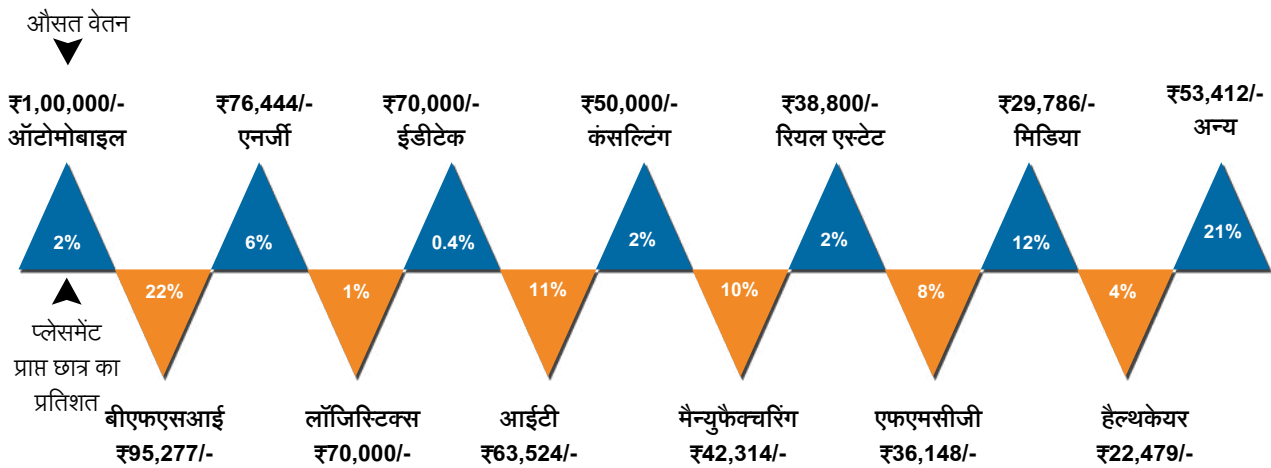 औसत वेतन
₹1,00,000/- ₹76,444/- ₹70,000/- ₹50,000/- ₹38,800/- ₹29,786/- ₹53,412/-
ऑटोमोबाइल एनर्जी ईडीटेक कंसल्टिंग रियल एस्टेट मिडिया अन्य
2% 6% 0.4% 2% 2% 12% 21%
22% 1% 11% 10% 8% 4%
प्लेसमेंट
प्राप्त छात्र का
प्रतिशत
बीएफएसआई लॉजिस्टिक्स आईटी मैन्युफैक्चरिंग एफएमसीजी हैल्थकेयर
₹95,277/- ₹70,000/- ₹63,524/- ₹42,314/- ₹36,148/- ₹22,479/-